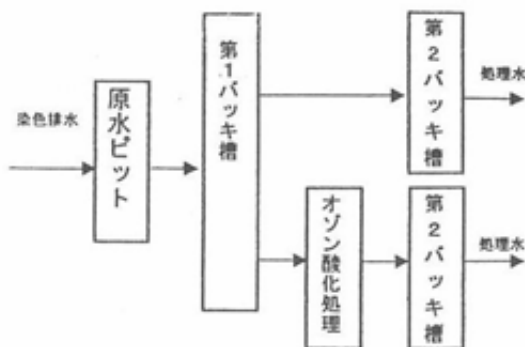 染色排水
原水ピット
第1バッキ槽
第2バッキ槽
処理水
オゾン酸化処理
第2バッキ槽
処理水